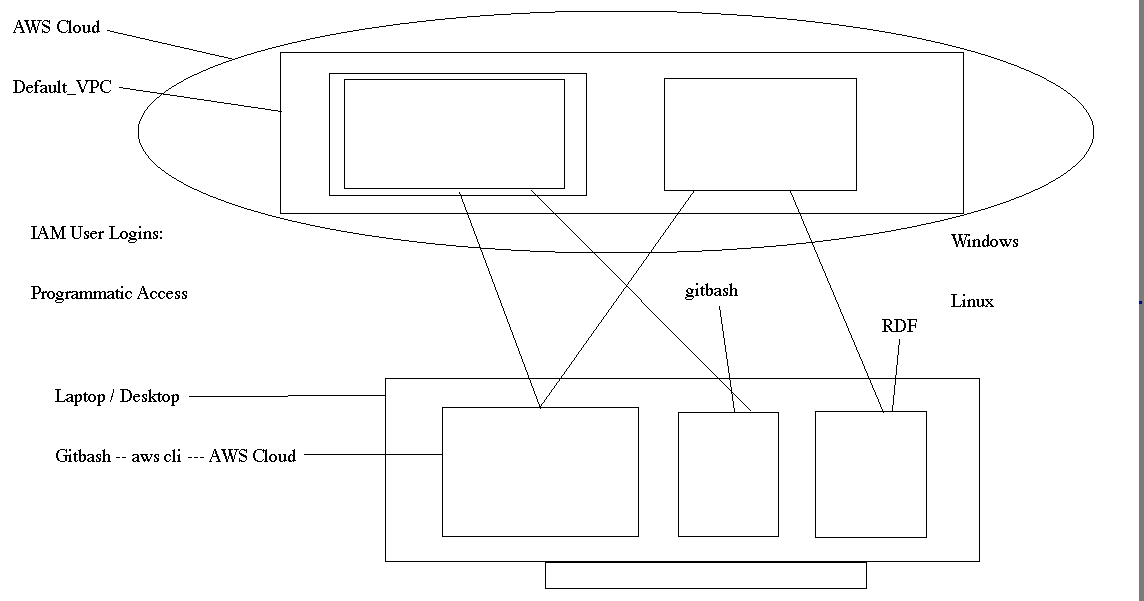 AWS Cloud
Default_VPC
IAM User Logins:
Windows
Programmatic Access
gitbash
Linux
RDF
Laptop / Desktop
Gitbash -- aws cli --- AWS Cloud